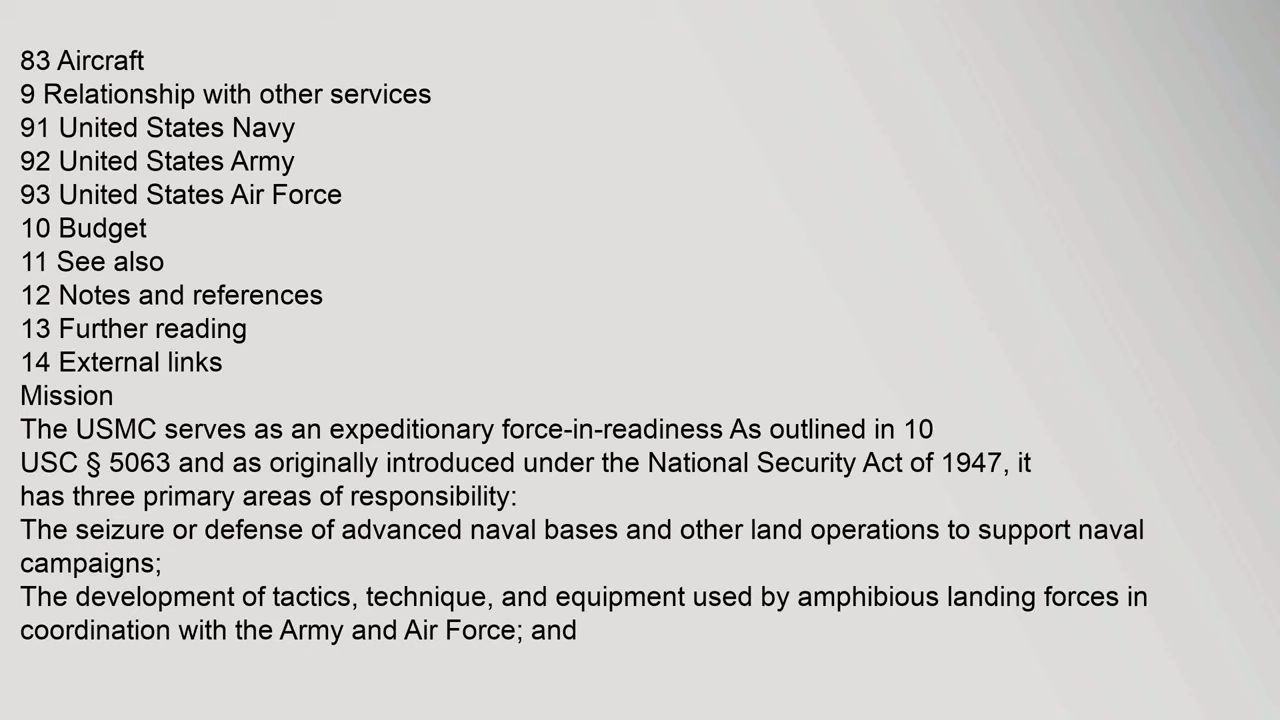 83 Aircraft
9 Relationship with other services
91 United States Navy
92 United States Army
93 United States Air Force
10 Budget
11 See also
12 Notes and references
13 Further reading
14 External links
Mission
The USMC serves as an expeditionary force-in-readiness As outlined in 10
USC § 5063 and as originally introduced under the National Security Act of 1947, it
has three primary areas of responsibility:
The seizure or defense of advanced naval bases and other land operations to support naval
campaigns;
The development of tactics, technique, and equipment used by amphibious landing forces in
coordination with the Army and Air Force; and